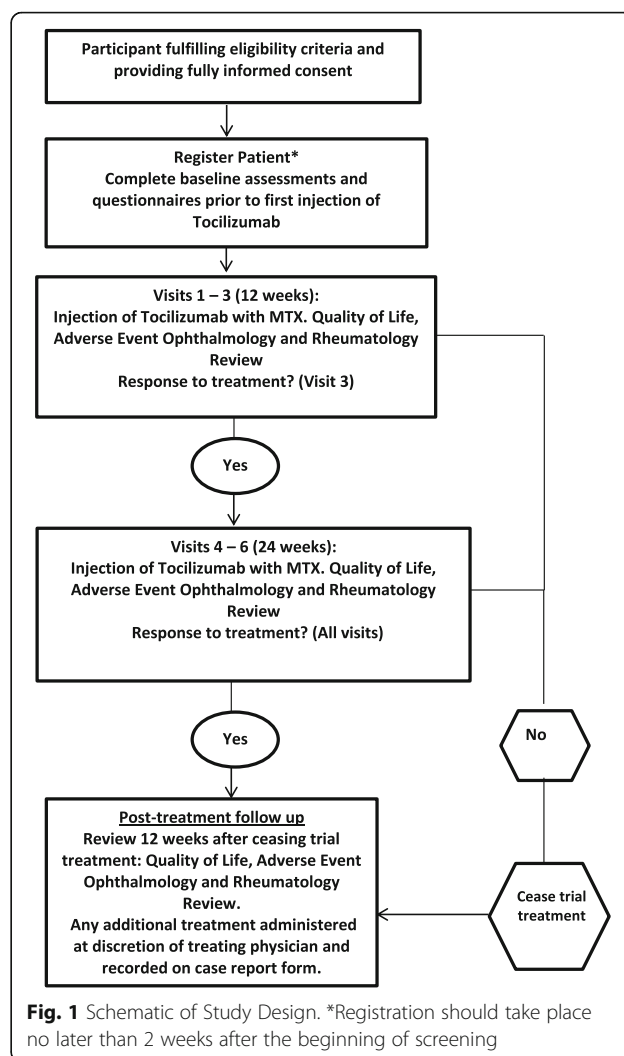 Participant fulfilling eligibility criteria and
providing fully informed consent
Register Patient*
Complete baseline assessments and
questionnaires prior to first injection of
Tocilizumab
Visits 1 – 3 (12 weeks):
Injection of Tocilizumab with MTX. Quality of Life,
Adverse Event Ophthalmology and Rheumatology
Review
Response to treatment? (Visit 3)
Yes
Visits 4 – 6 (24 weeks):
Injection of Tocilizumab with MTX. Quality of Life,
Adverse Event Ophthalmology and Rheumatology
Review
Response to treatment? (All visits)
Yes
No
Post-treatment follow up
Review 12 weeks after ceasing trial
treatment: Quality of Life, Adverse Event
Ophthalmology and Rheumatology
Review.
Any additional treatment administered
at discretion of treating physician and
recorded on case report form.
Cease trial
treatment
Fig. 1 Schematic of Study Design. *Registration should take place
no later than 2 weeks after the beginning of screening